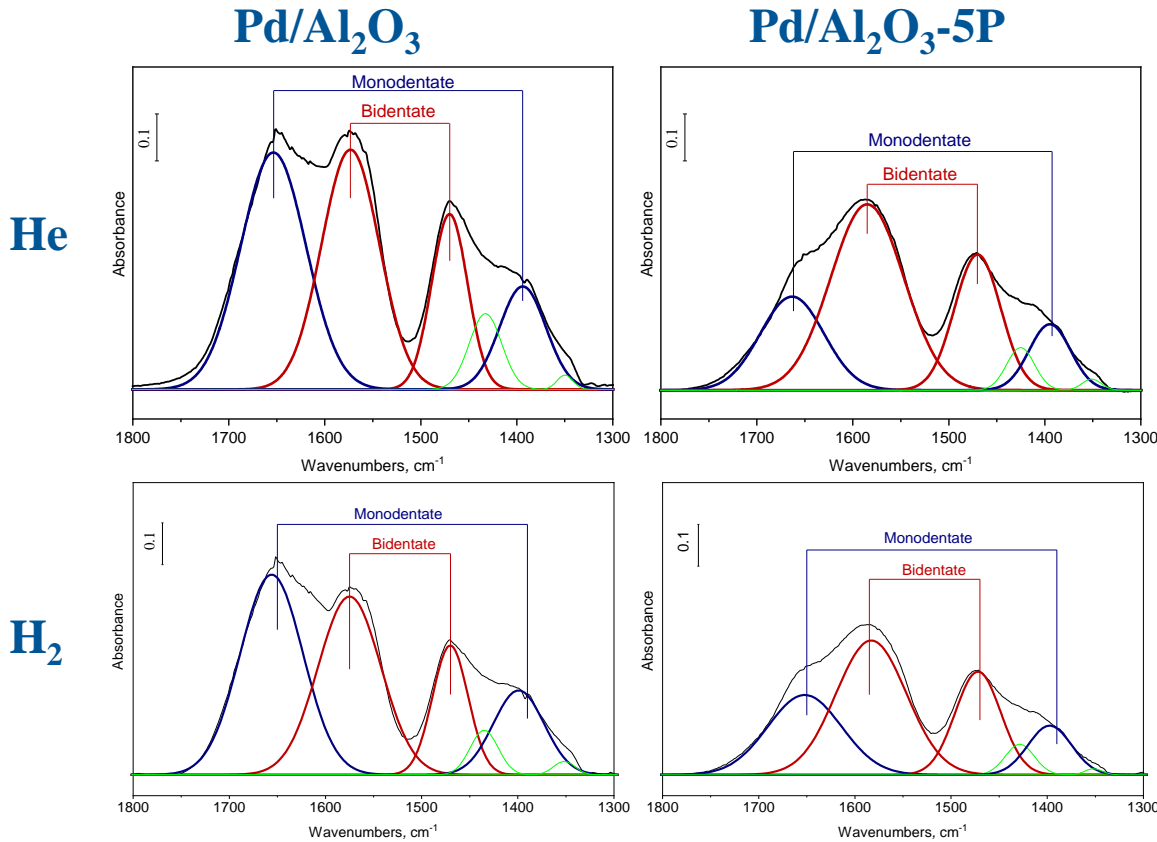 Pd/Al₂O₃
Pd/Al₂O₃-5P
He
Monodentate
Bidentate
0.1
Absorbance
1800 1700 1600 1500 1400 1300
Wavenumbers, cm⁻¹
Monodentate
Bidentate
0.1
Absorbance
1800 1700 1600 1500 1400 1300
Wavenumbers, cm⁻¹
H₂
Monodentate
Bidentate
0.1
Absorbance
1800 1700 1600 1500 1400 1300
Wavenumbers, cm⁻¹
Monodentate
Bidentate
0.1
Absorbance
1800 1700 1600 1500 1400 1300
Wavenumbers, cm⁻¹